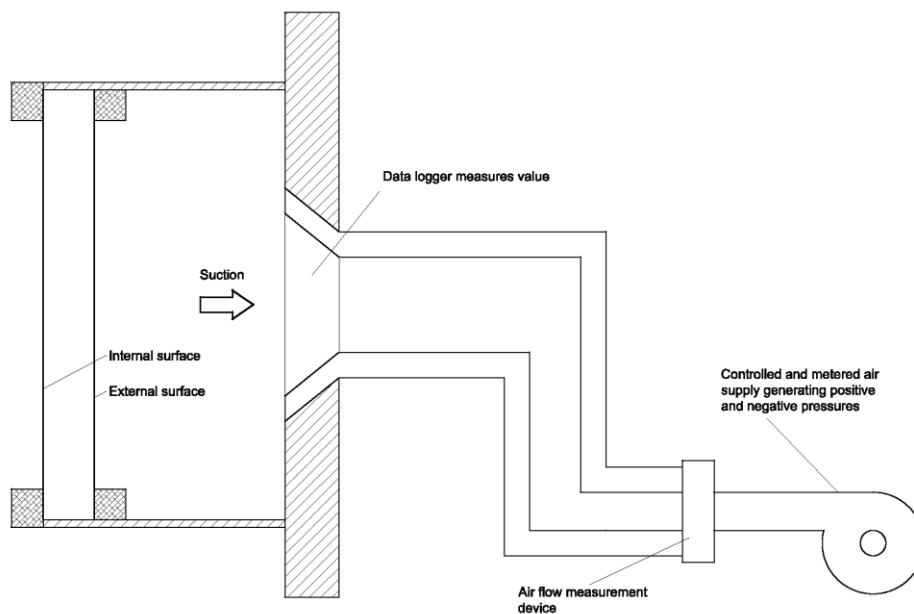 Data logger measures value
Suction
Internal surface
External surface
Controlled and metered air
supply generating positive
and negative pressures
Air flow measurement
device